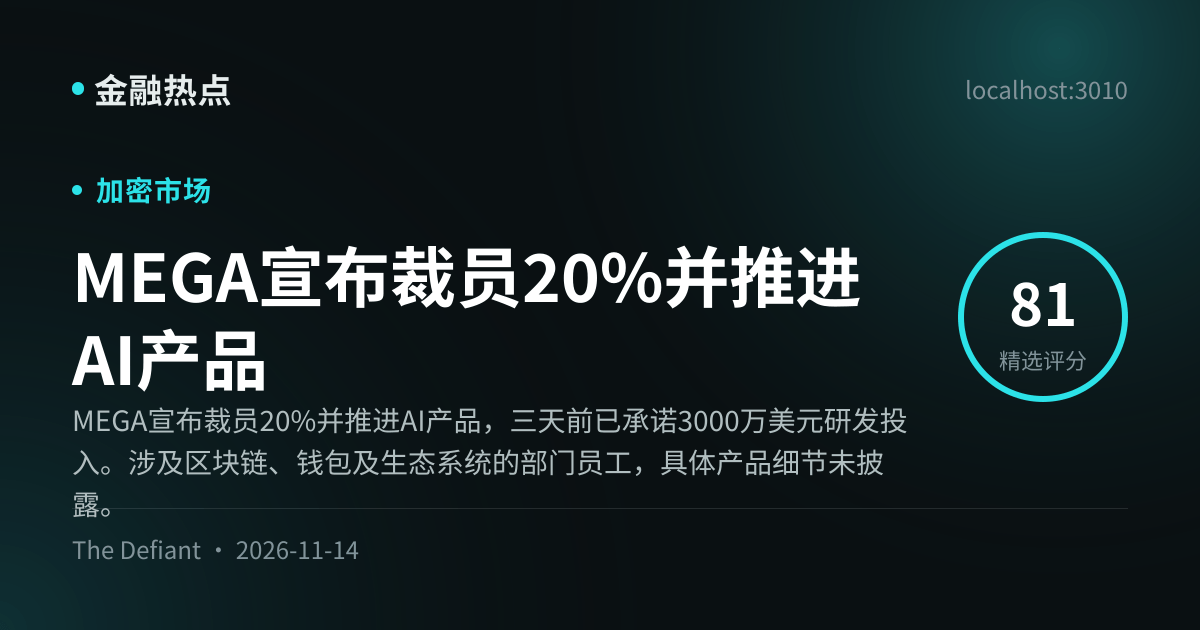 金融热点
localhost:3010
加密市场
MEGA宣布裁员20%并推进
AI产品
81
精选评分
MEGA宣布裁员20%并推进AI产品，三天前已承诺3000万美元研发投
入。涉及区块链、钱包及生态系统的部门员工，具体产品细节未披
露。
The Defiant · 2026-11-14